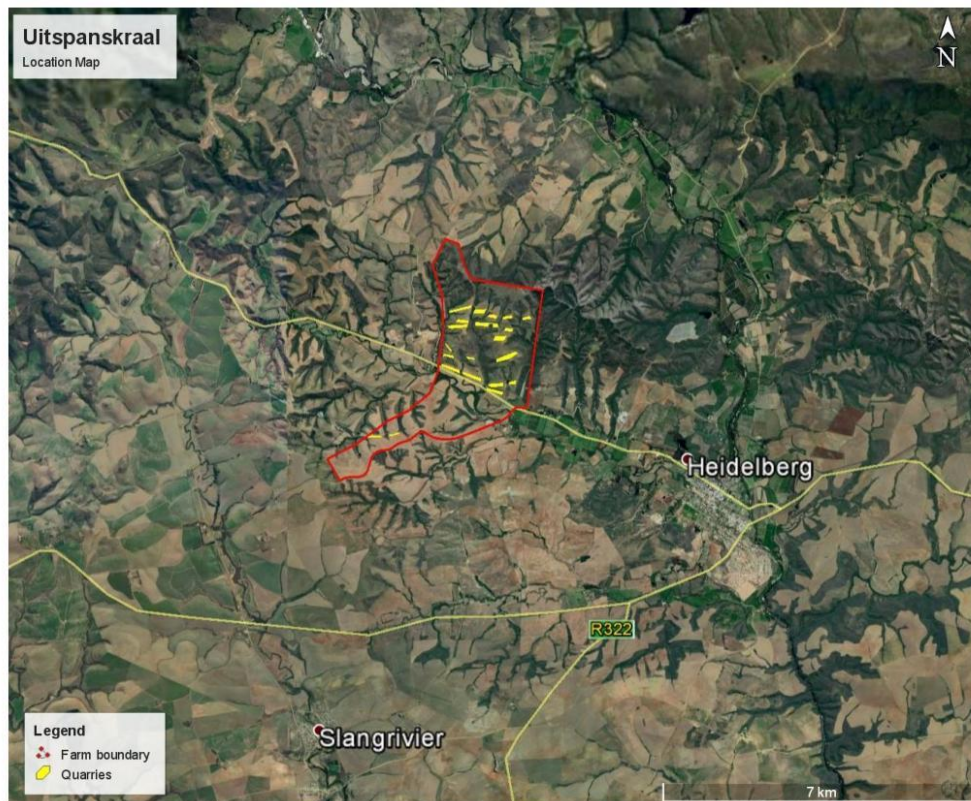 Uitspanskraal
Location Map
N
Heidelberg
R322
Slangrivier
Legend
Farm boundary
Quarries
7 km